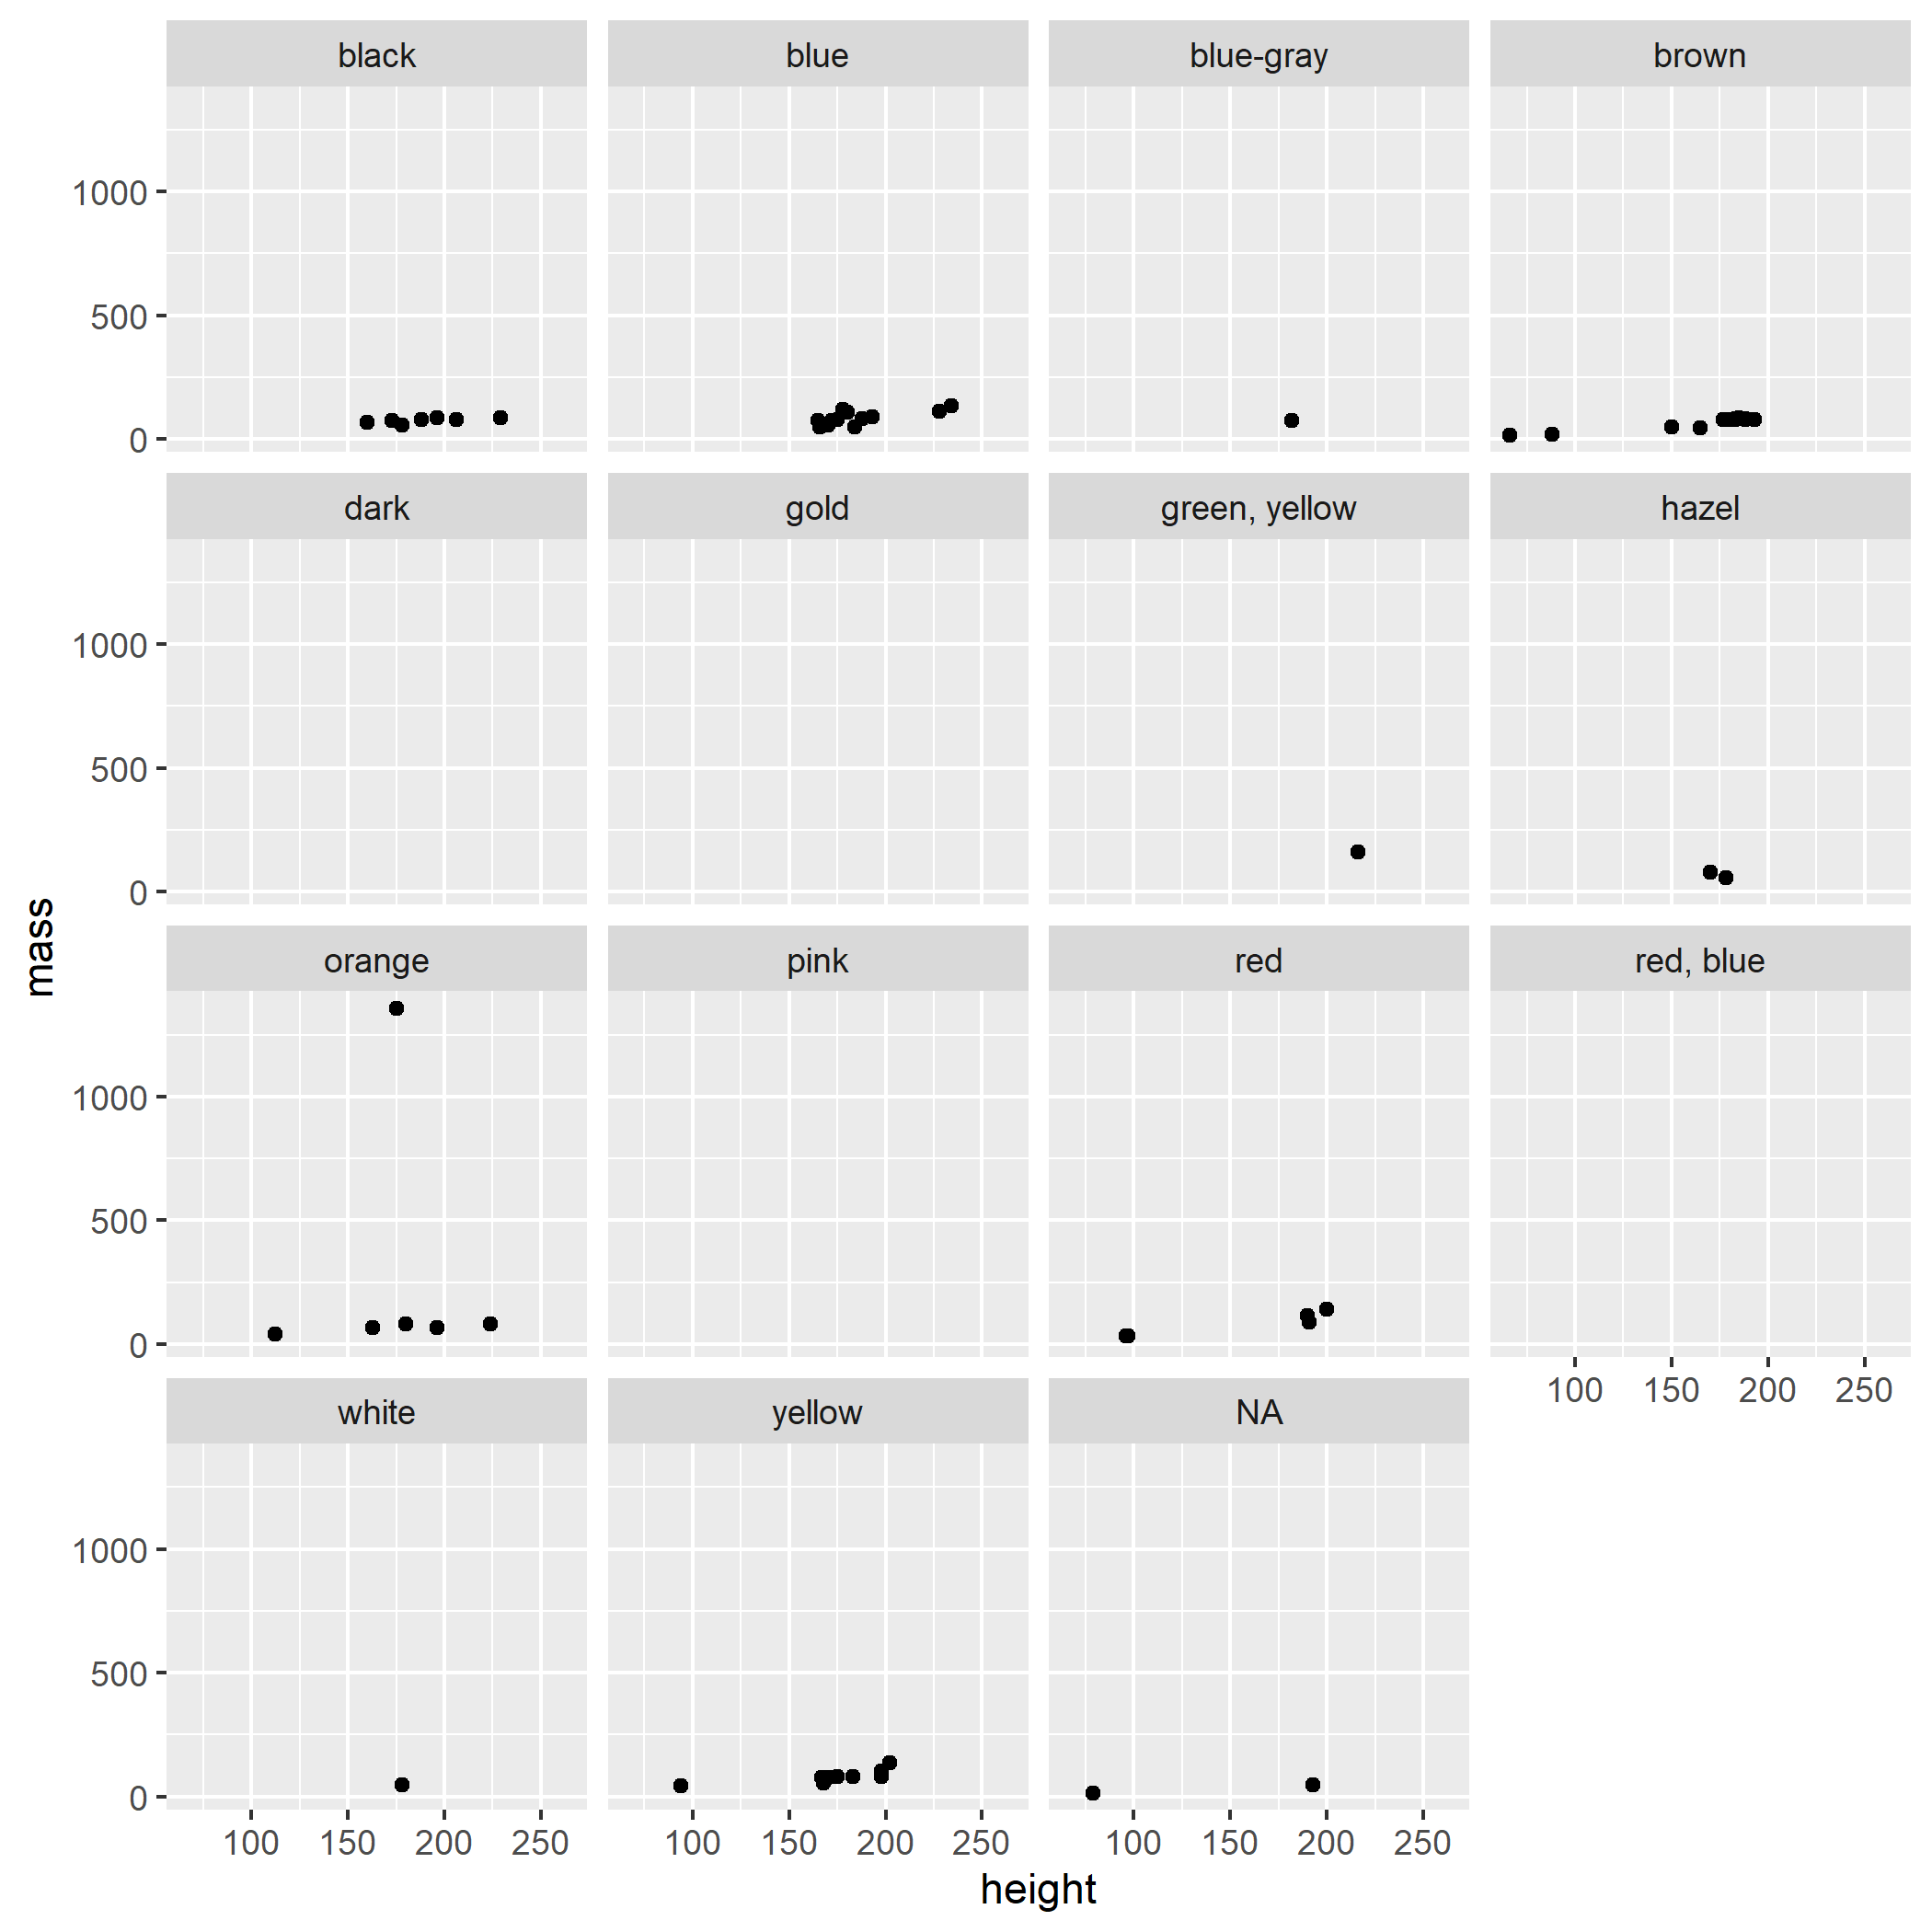 black blue blue-gray brown
1000
500
0
dark gold green, yellow hazel
1000
500
0
mass
orange pink red red, blue
1000
500
0
100 150 200 250
white yellow NA
1000
500
0
100 150 200 250 100 150 200 250 100 150 200 250
height